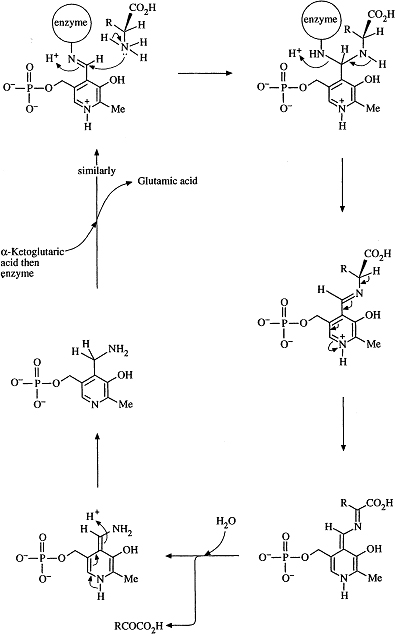 enzyme
CO₂H
R
H
N
H
H
H⁺
N
H
O
O⁻
P
O
O⁻
OH
N
+
H
Me
enzyme
R
CO₂H
H
H
H⁺
HN
N
H
O
O⁻
P
O
O⁻
OH
N
+
H
Me
similarly
Glutamic acid
α-Ketoglutaric
acid then
enzyme
CO₂H
R
H
H
N
+
O
O⁻
P
O
O⁻
OH
N
H
Me
H
NH₂
H
O
O⁻
P
O
O⁻
OH
N
Me
H⁺
H
NH₂
O
O⁻
P
O
O⁻
OH
N
H
Me
H₂O
RCOCO₂H
R
CO₂H
H
N
O
O⁻
P
O
O⁻
OH
N
H
Me